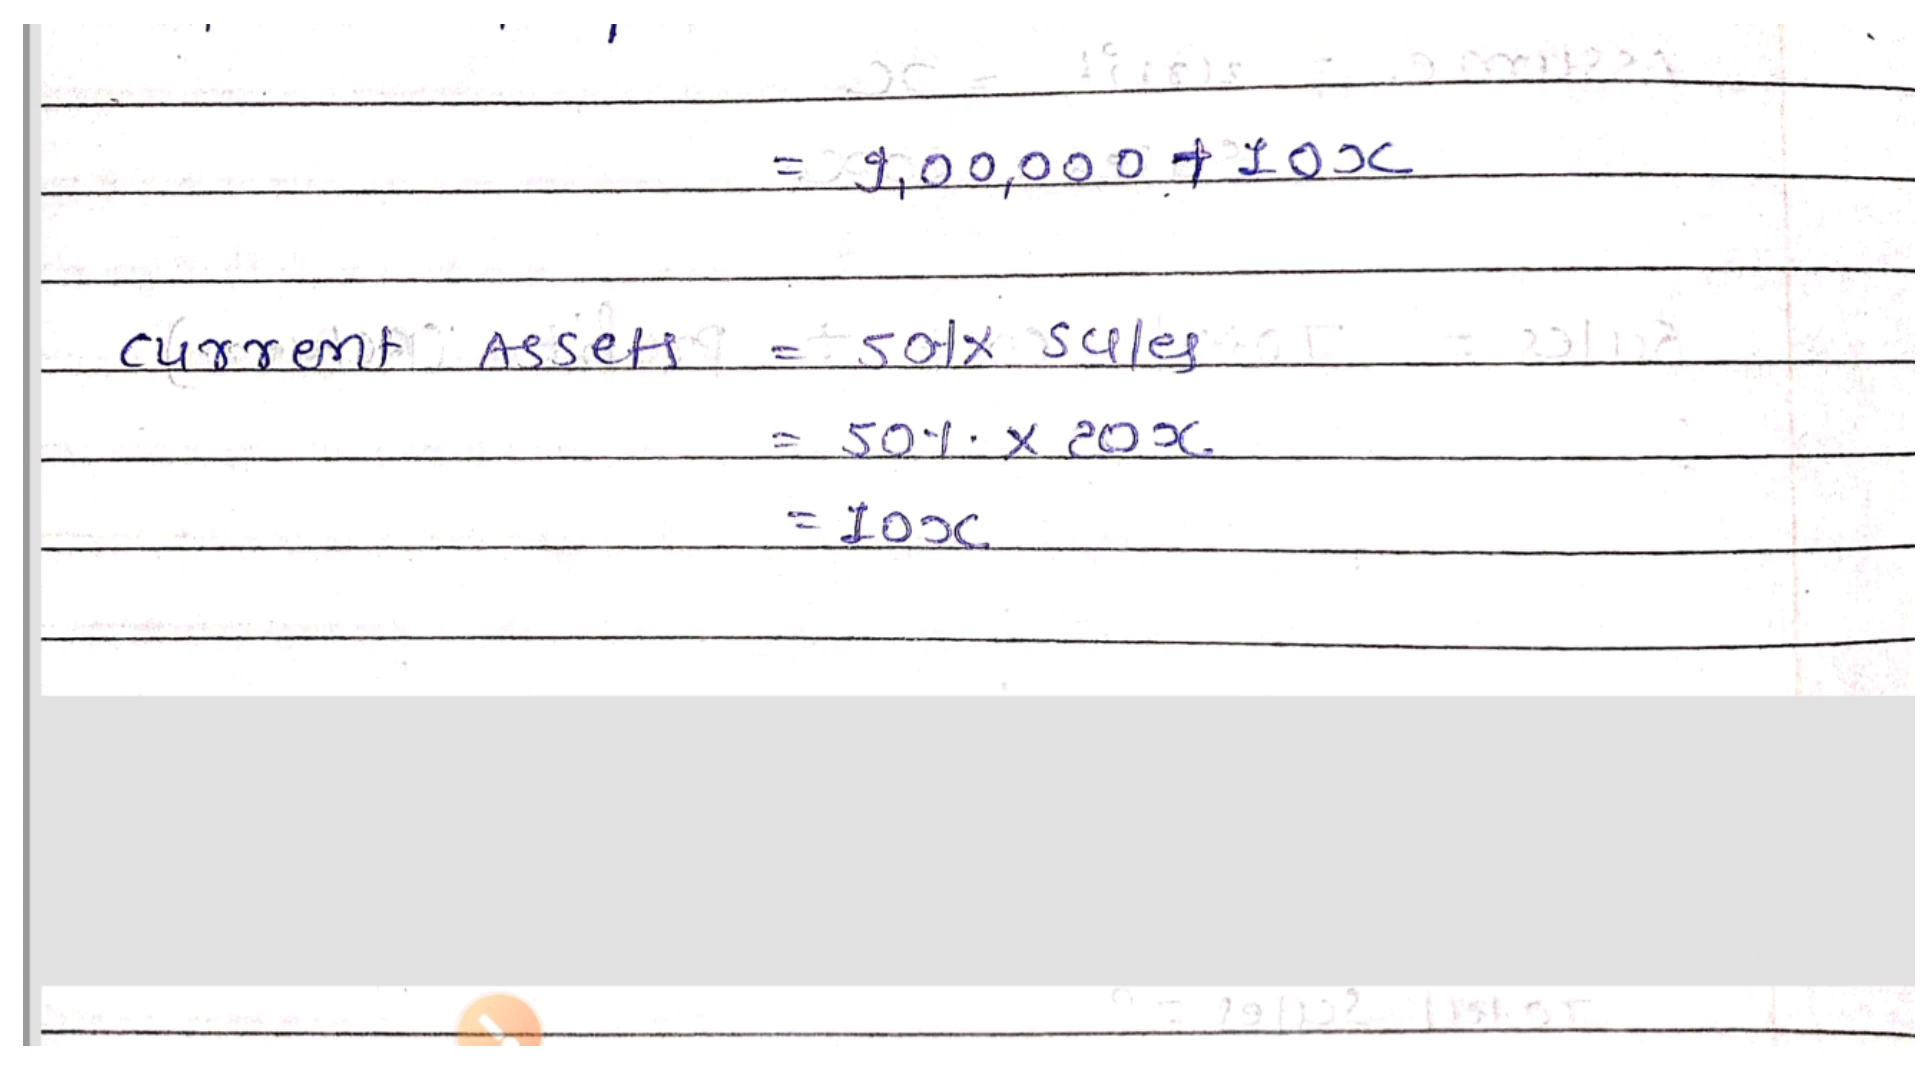 = 9,00,000 + 10x
Current Assets = 50% Sales
= 50%. x 20x
= 10x